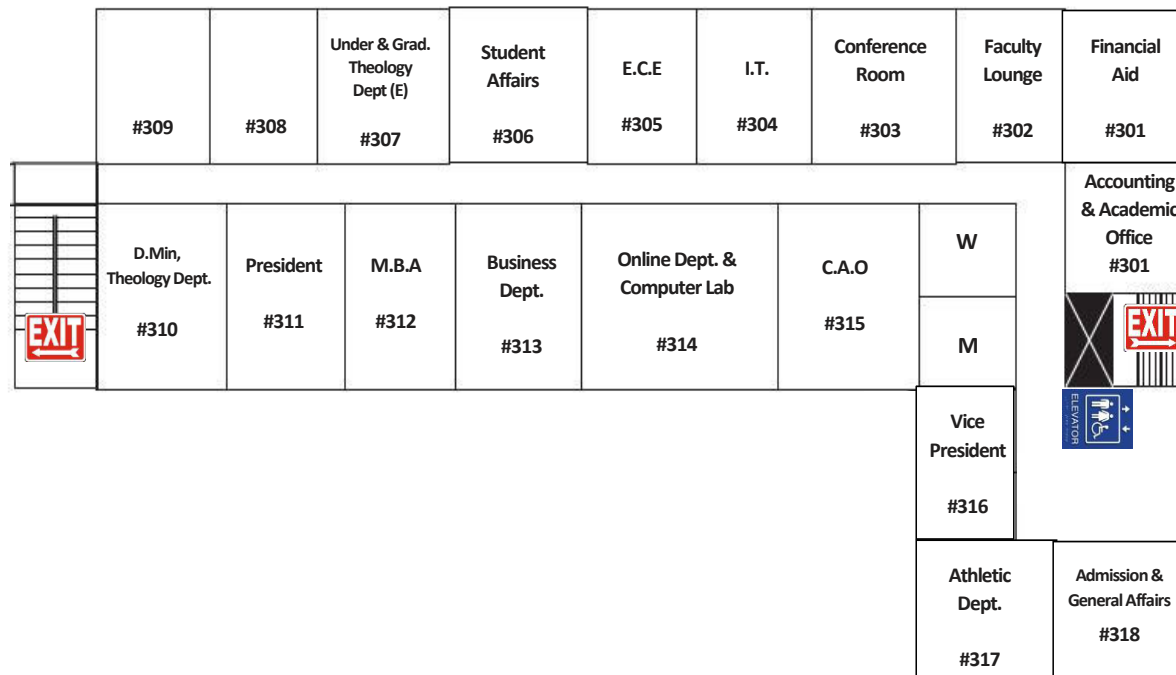 #309
#308
Under & Grad.
Theology
Dept (E)
#307
Student
Affairs
#306
E.C.E
#305
I.T.
#304
Conference
Room
#303
Faculty
Lounge
#302
Financial
Aid
#301
Accounting
& Academic
Office
#301
D.Min,
Theology Dept.
#310
President
#311
M.B.A
#312
Business
Dept.
#313
Online Dept. &
Computer Lab
#314
C.A.O
#315
W
M
EXIT
EXIT
ELEVATOR
Vice
President
#316
Athletic
Dept.
#317
Admission &
General Affairs
#318